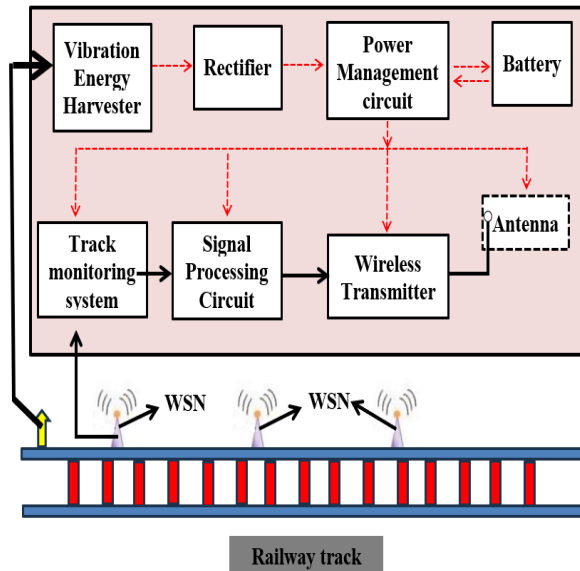 Vibration
Energy
Harvester
Rectifier
Power
Management
circuit
Battery
Track
monitoring
system
Signal
Processing
Circuit
Wireless
Transmitter
Antenna
WSN
WSN
Railway track